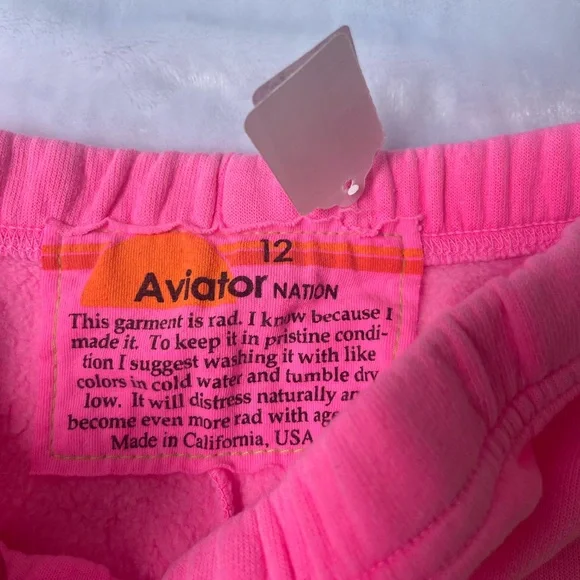 12
Aviator NATION
This garment is rad. I know because I
made it. To keep it in pristine condi-
tion I suggest washing it with like
colors in cold water and tumble dry
low. It will distress naturally
become even more rad with
Made in California, USA